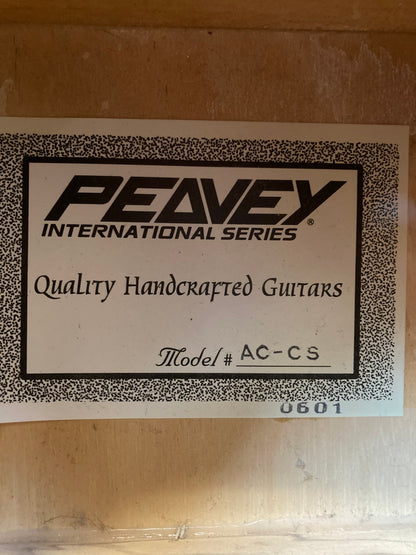 PEAVEY®
INTERNATIONAL SERIES
Quality Handcrafted Guitars
Model # AC-CS
0601